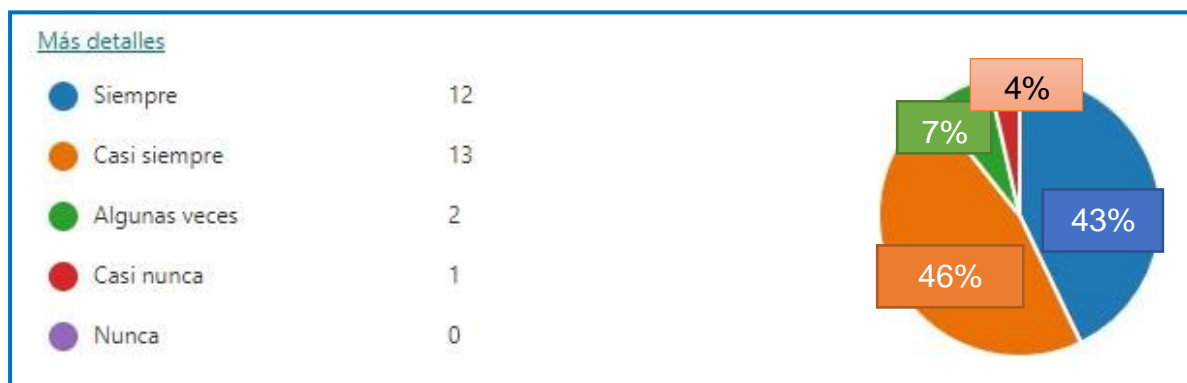 Más detalles
Siempre 12
Casi siempre 13
Algunas veces 2
Casi nunca 1
Nunca 0
4%
7%
43%
46%